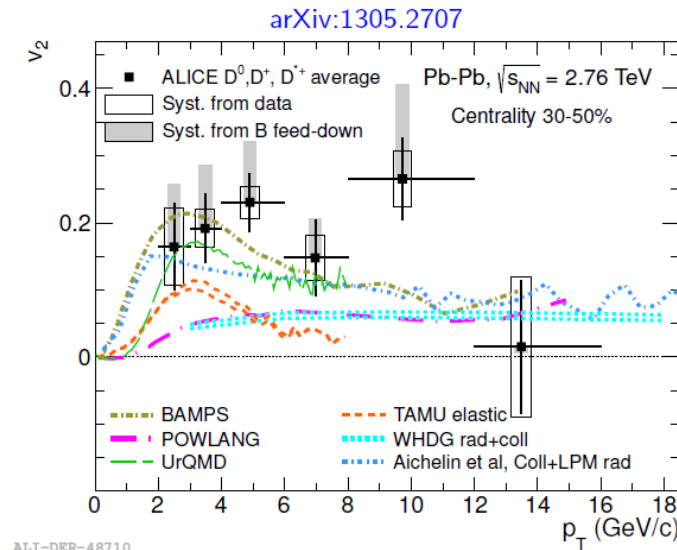 arXiv:1305.2707
v2
ALICE D0,D+, D*+ average
Syst. from data
Syst. from B feed-down
Pb-Pb, √sNN = 2.76 TeV
Centrality 30-50%
0.4
0.2
0
BAMPS
POWLANG
UrQMD
TAMU elastic
WHDG rad+coll
Aichelin et al, Coll+LPM rad
0 2 4 6 8 10 12 14 16 18
pT (GeV/c)
ALI-DER-48710